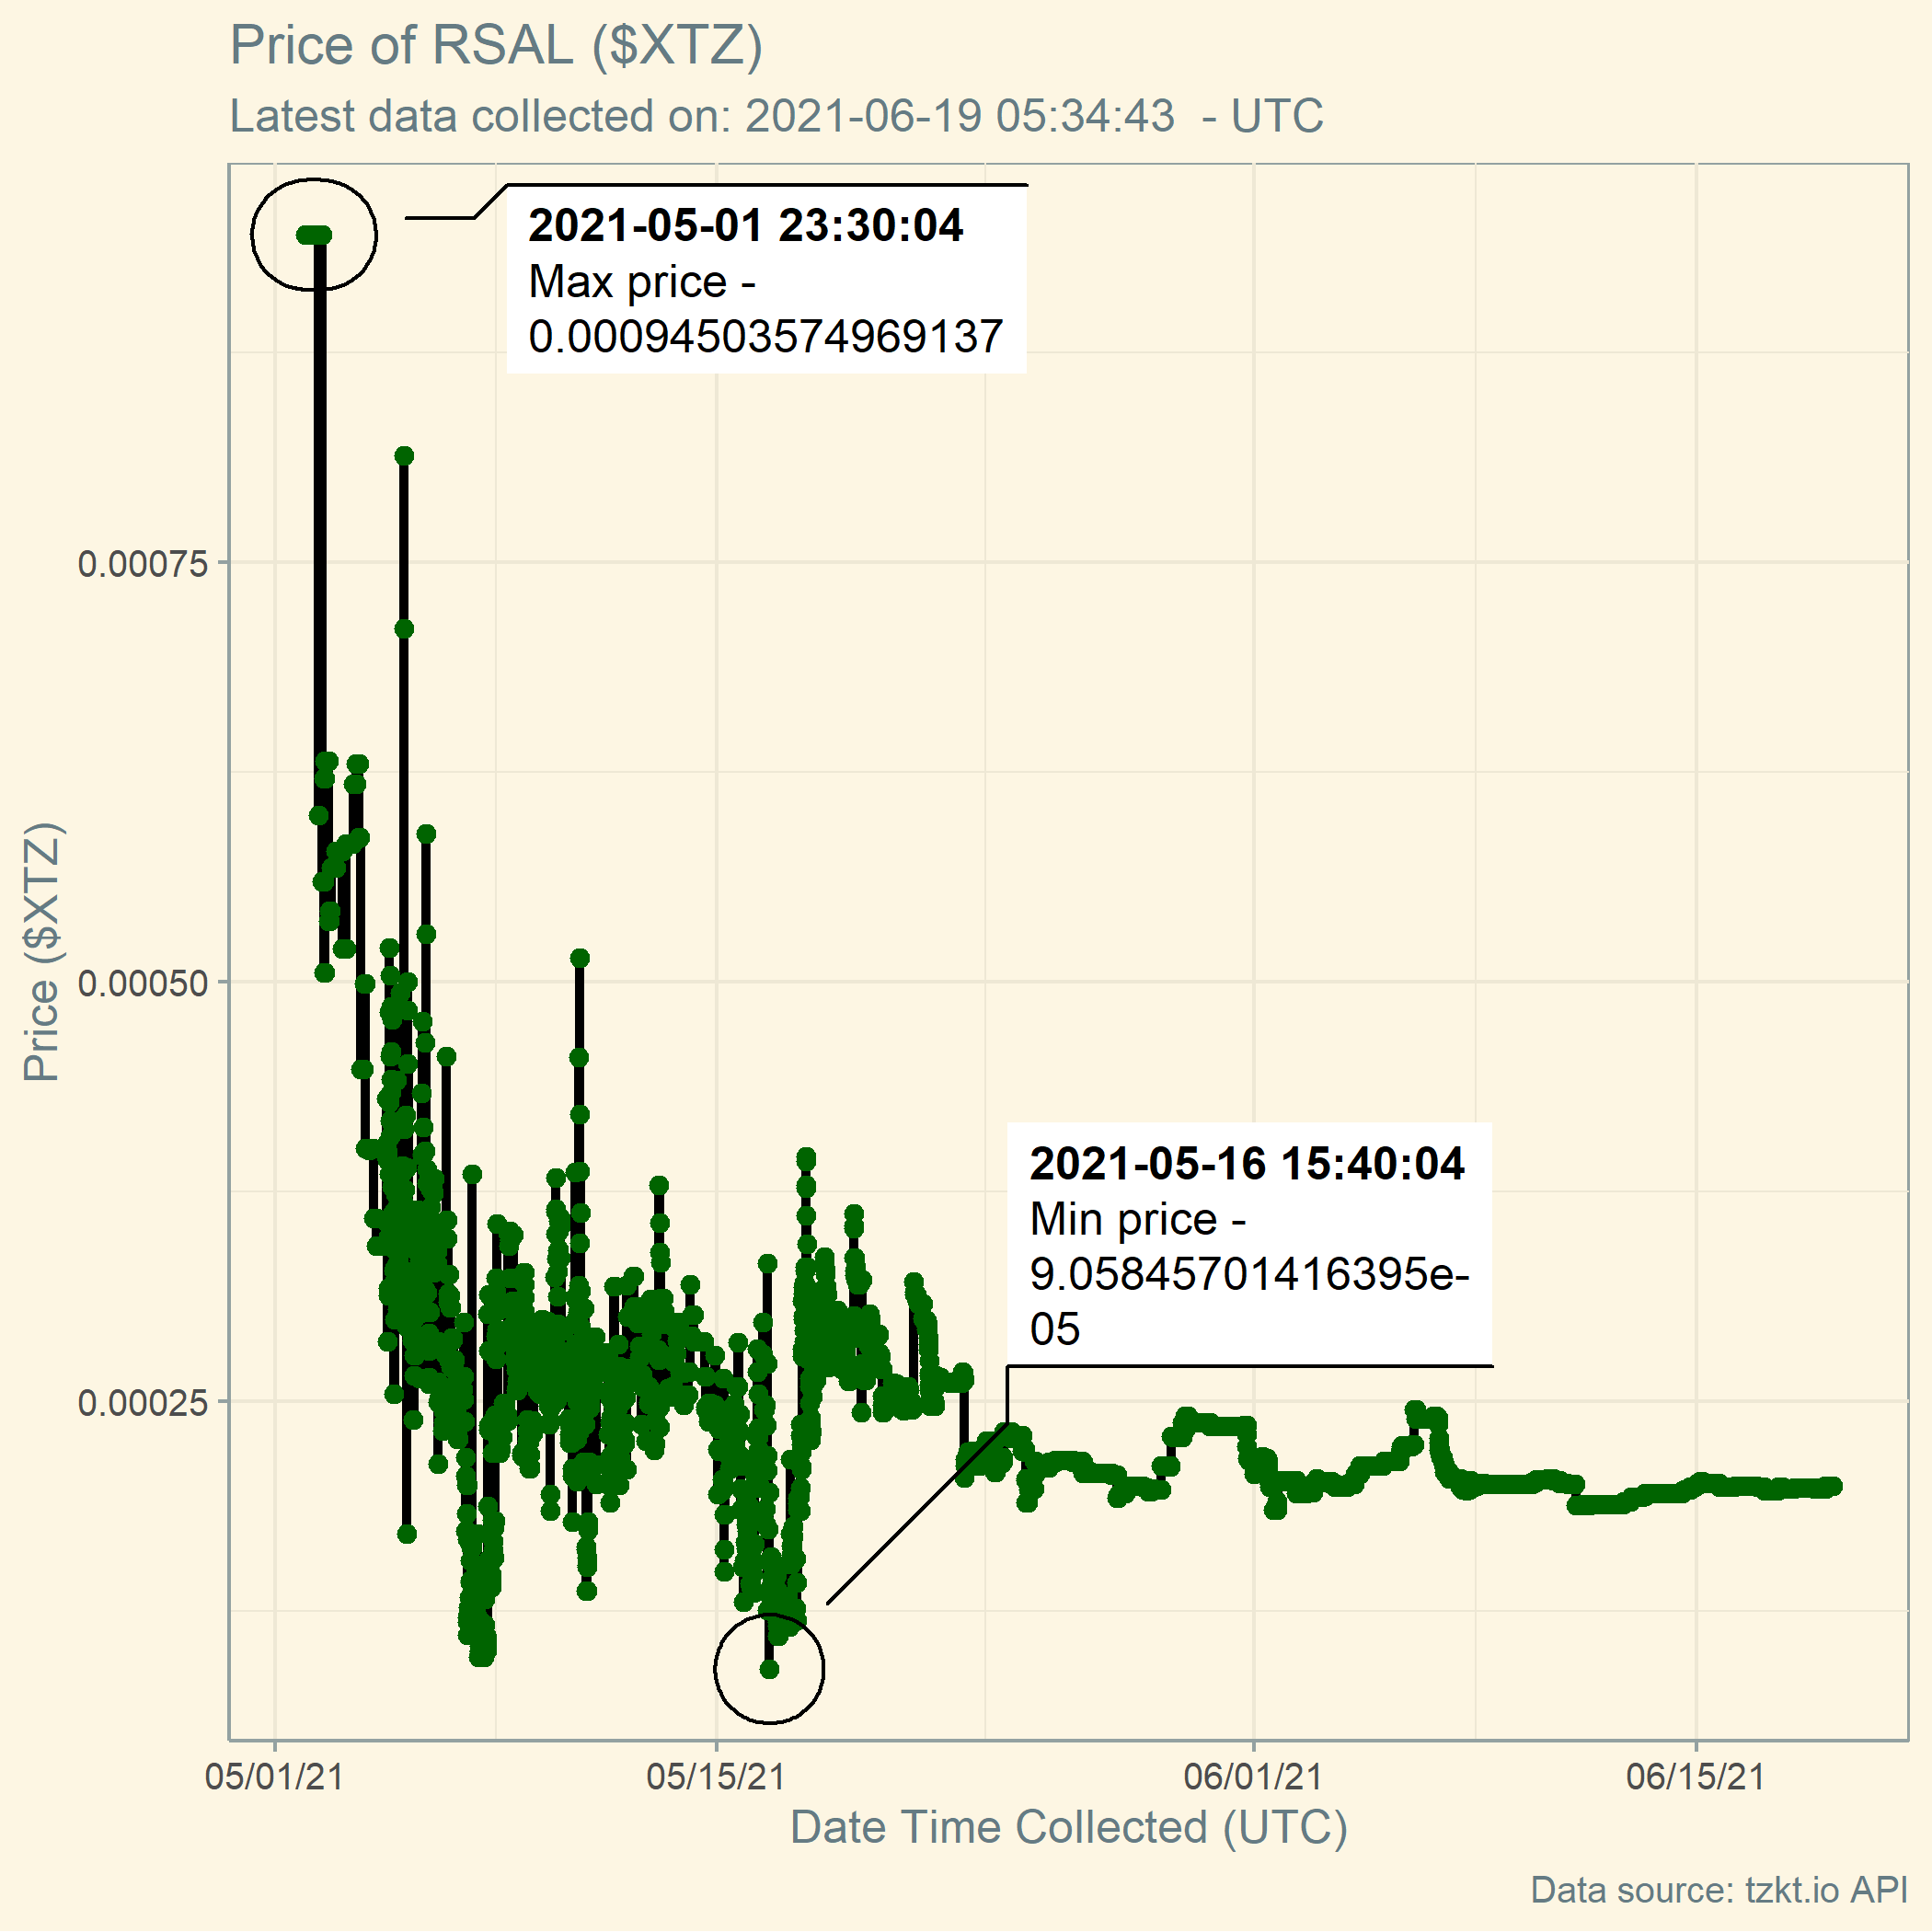 Price of RSAL ($XTZ)
Latest data collected on: 2021-06-19 05:34:43  - UTC
2021-05-01 23:30:04
Max price -
0.00094503574969137
0.00075
Price ($XTZ)
0.00050
2021-05-16 15:40:04
Min price -
9.05845701416395e-
05
0.00025
05/01/21
05/15/21
06/01/21
06/15/21
Date Time Collected (UTC)
Data source: tzkt.io API